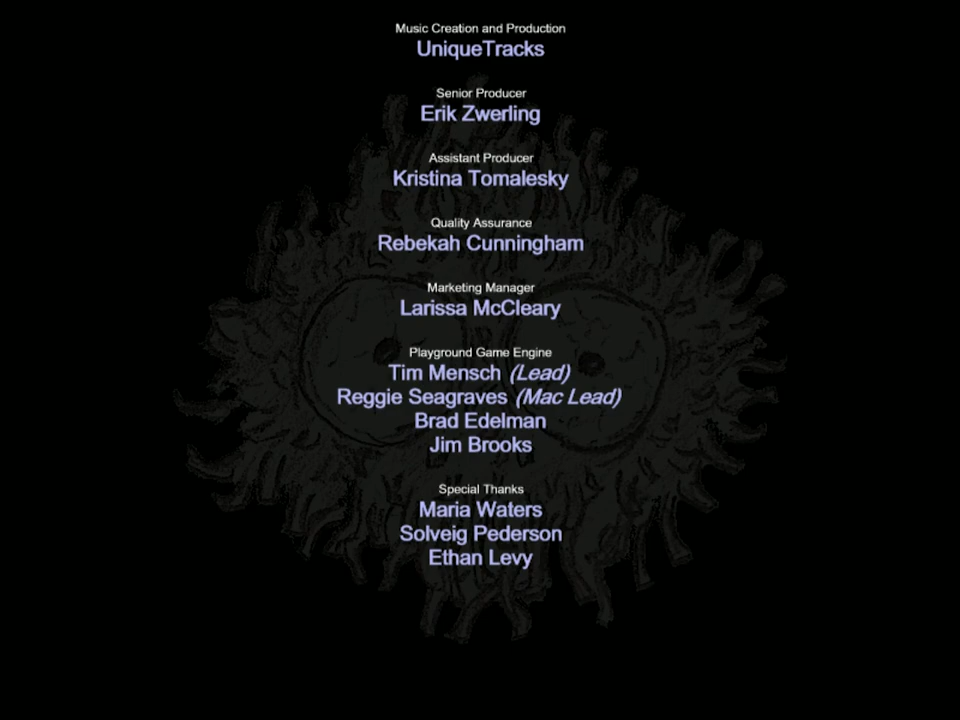 Music Creation and Production
UniqueTracks
Senior Producer
Erik Zwerling
Assistant Producer
Kristina Tomalesky
Quality Assurance
Rebekah Cunningham
Marketing Manager
Larissa McCleary
Playground Game Engine
Tim Mensch (Lead)
Reggie Seagraves (Mac Lead)
Brad Edelman
Jim Brooks
Special Thanks
Maria Waters
Solveig Pederson
Ethan Levy